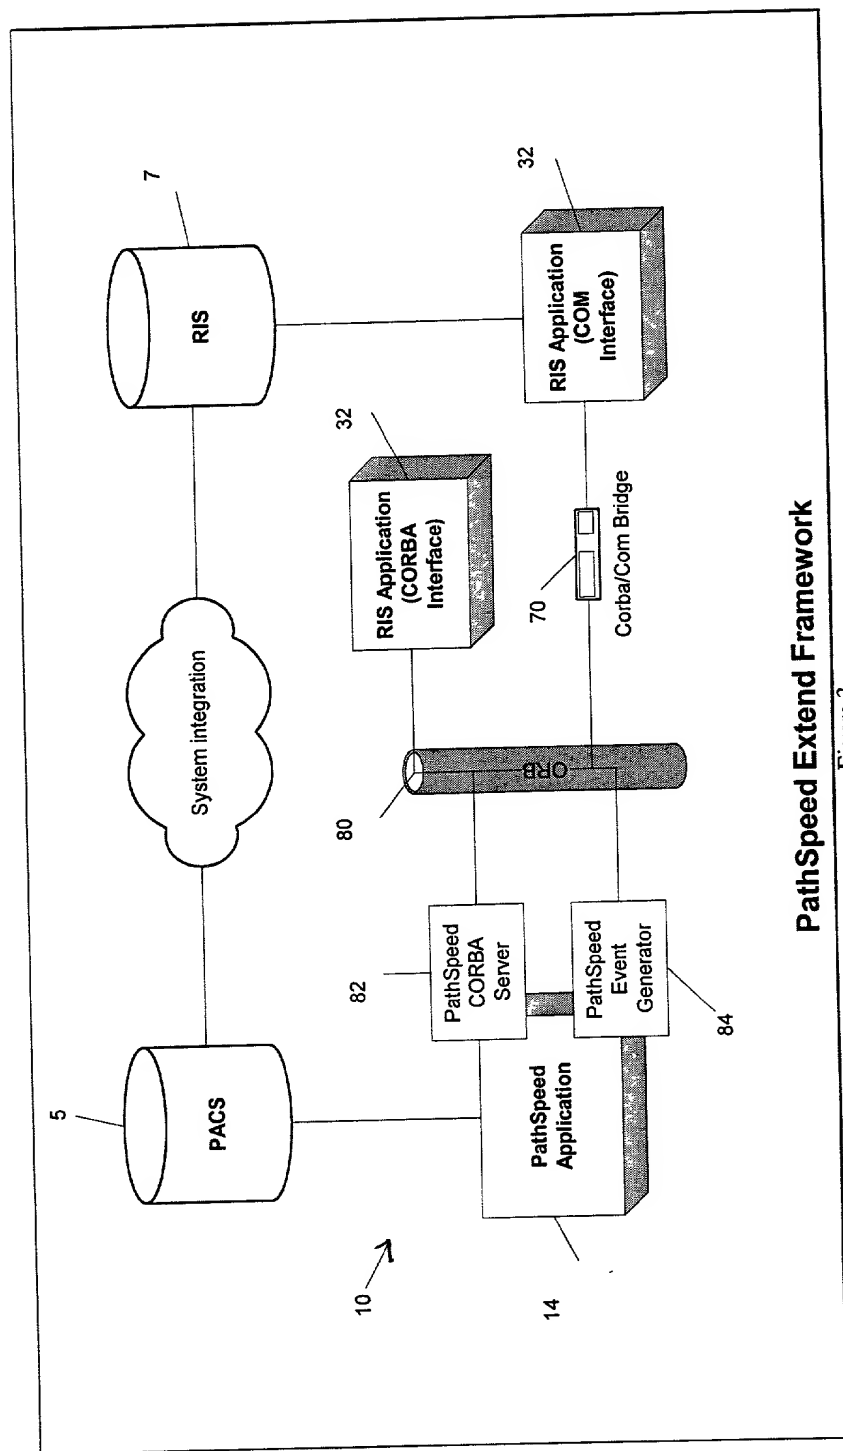 5
PACS
System integration
RIS
7
10
14
PathSpeed
Application
82
PathSpeed
CORBA
Server
PathSpeed
Event
Generator
84
80
ORB
RIS Application
(CORBA
Interface)
32
70
Corba/Com Bridge
RIS Application
(COM
Interface)
32
PathSpeed Extend Framework